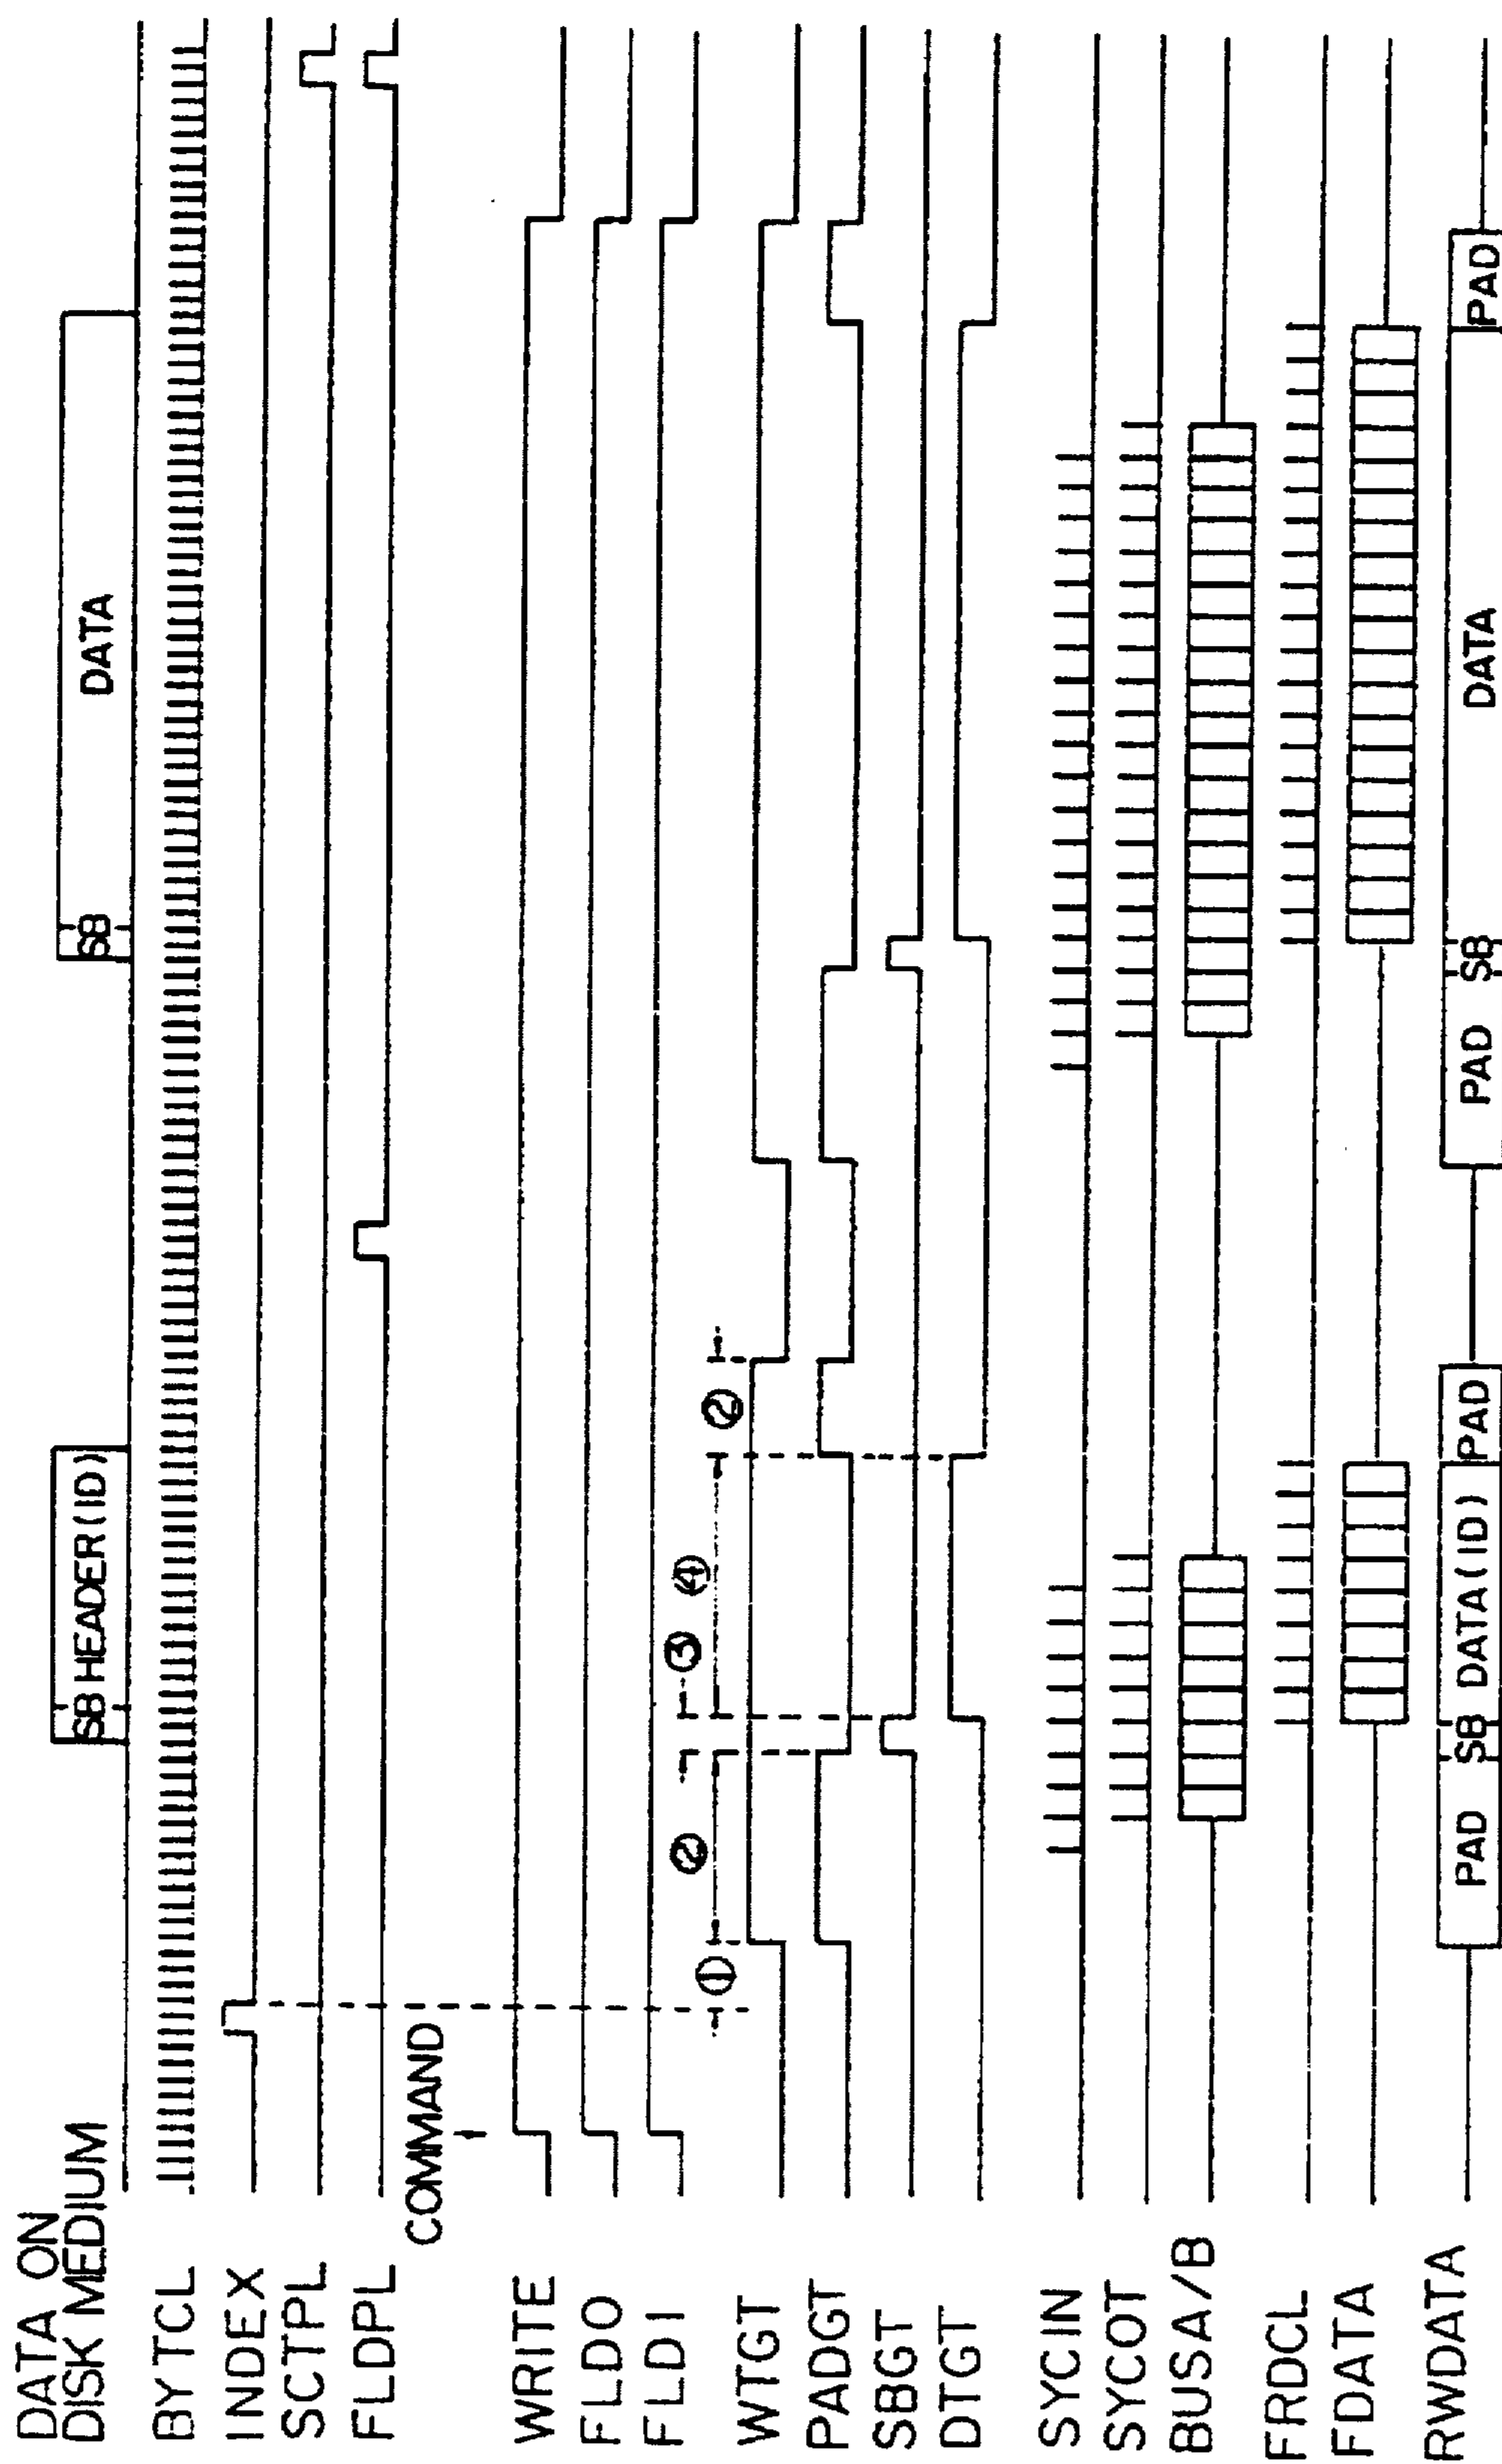 DATA ON
DISK MEDIUM
SB HEADER(ID)
SB
DATA
BYTCL
INDEX
SCTPL
FLDPL
COMMAND
WRITE
FLD0
FLD1
① ② ③ ④ ②
WTGT
PADGT
SBGT
DTGT
SYCIN
SYCOT
BUSA/B
FRDCL
FDATA
RWDATA
PAD SB DATA(ID) PAD
PAD SB DATA PAD